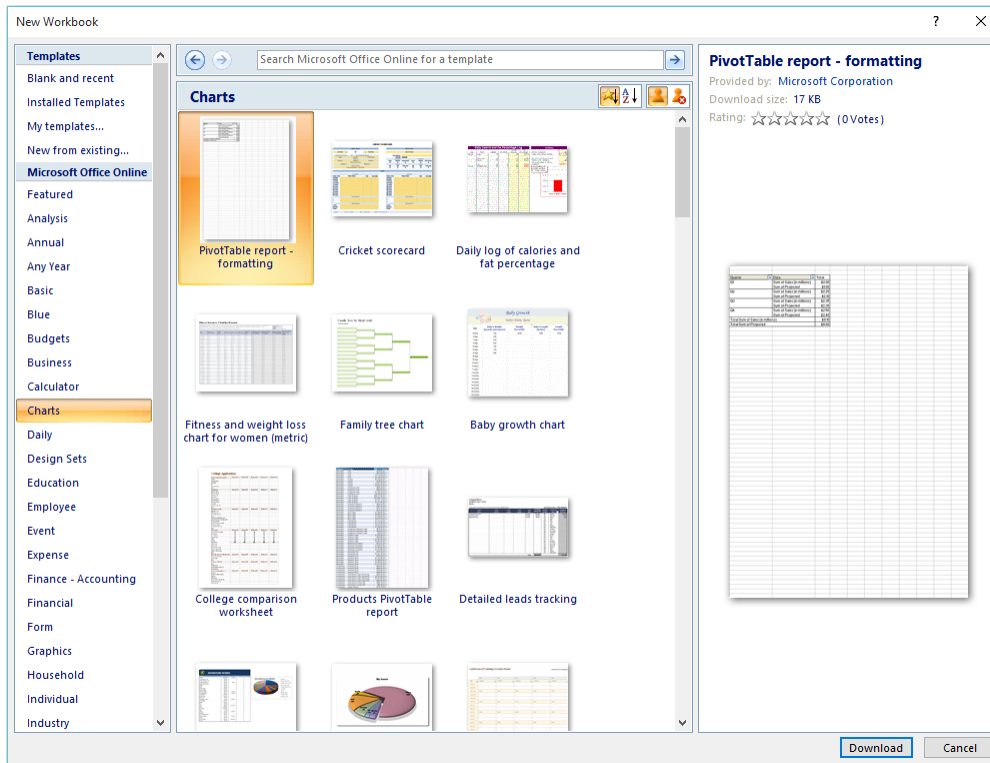 New Workbook
?
Templates
Blank and recent
Installed Templates
My templates...
New from existing...
Microsoft Office Online
Featured
Analysis
Annual
Any Year
Basic
Blue
Budgets
Business
Calculator
Charts
Daily
Design Sets
Education
Employee
Event
Expense
Finance - Accounting
Financial
Form
Graphics
Household
Individual
Industry
Search Microsoft Office Online for a template
Charts
PivotTable report -
formatting
Cricket scorecard
Daily log of calories and
fat percentage
Fitness and weight loss
chart for women (metric)
Family tree chart
Baby Growth
Baby growth chart
College comparison
worksheet
Products PivotTable
report
Detailed leads tracking
PivotTable report - formatting
Provided by: Microsoft Corporation
Download size: 17 KB
Rating: (0 Votes)
Download
Cancel